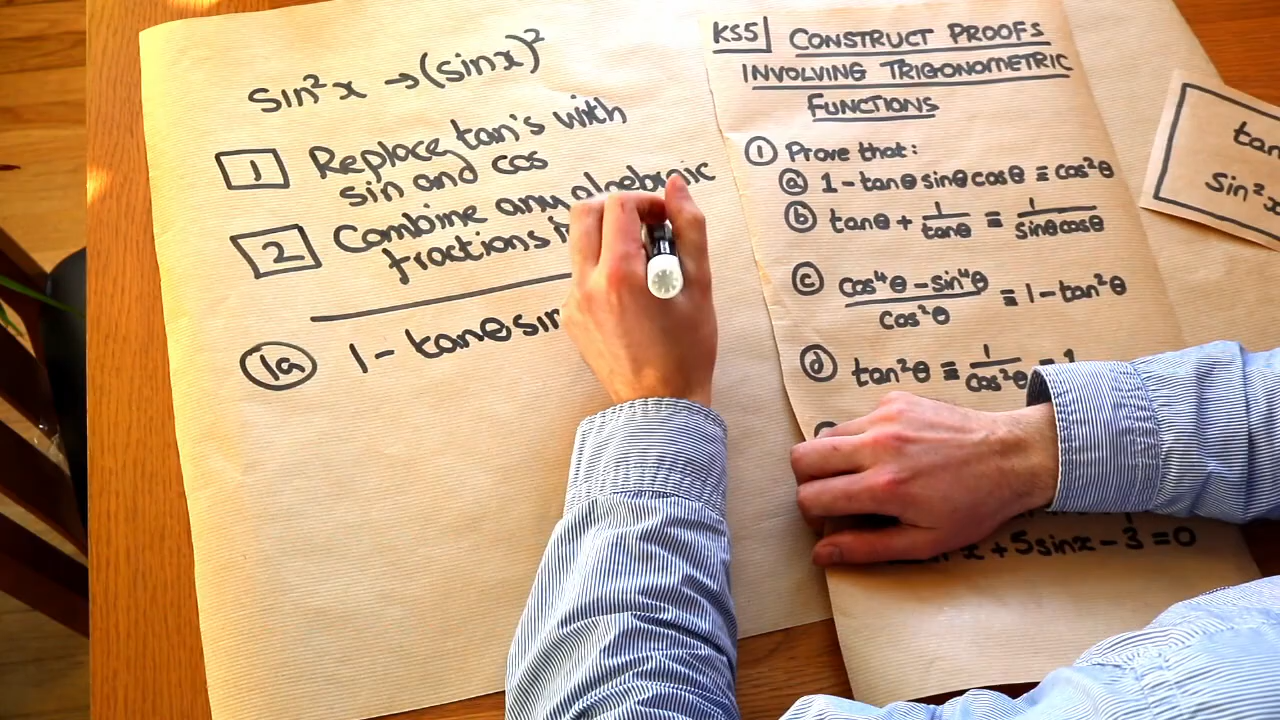 sin²x → (sinx)²
1 Replace tan's with
sin and cos
2 Combine any algebraic
fractions
1a 1 - tanθ sin
KS5 CONSTRUCT PROOFS
INVOLVING TRIGONOMETRIC
FUNCTIONS
① Prove that:
ⓐ 1 - tanθ sinθ cosθ ≡ cos²θ
ⓑ tanθ + 1/tanθ ≡ 1/sinθcosθ
ⓒ cos⁴θ - sin⁴θ/cos²θ ≡ 1 - tan²θ
ⓓ tan²θ ≡ 1/cos²θ - 1
x + 5sinx - 3 = 0
tan
Sin²x